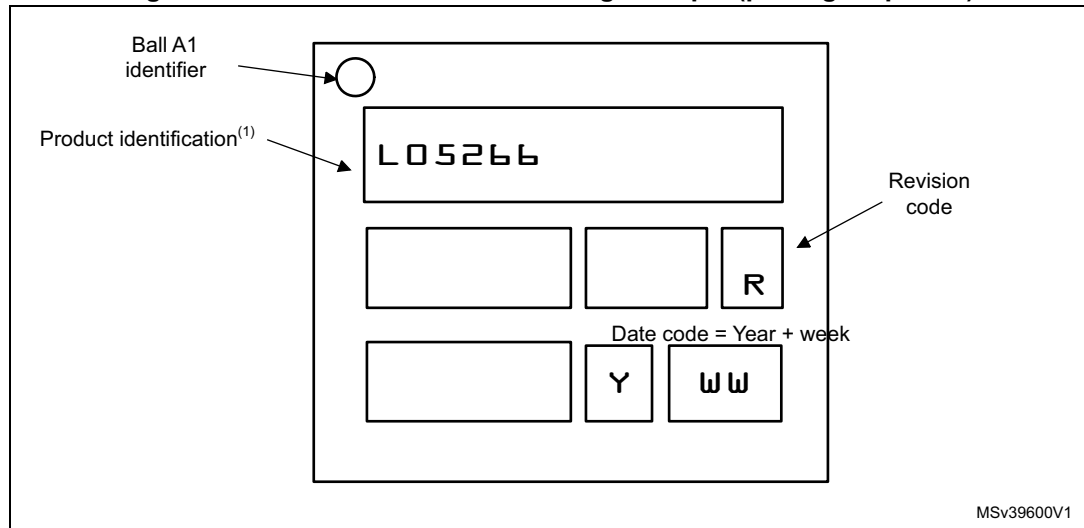 Ball A1
identifier
Product identification(1)
L05266
Revision
code
R
Date code = Year + week
Y WW
MSv39600V1